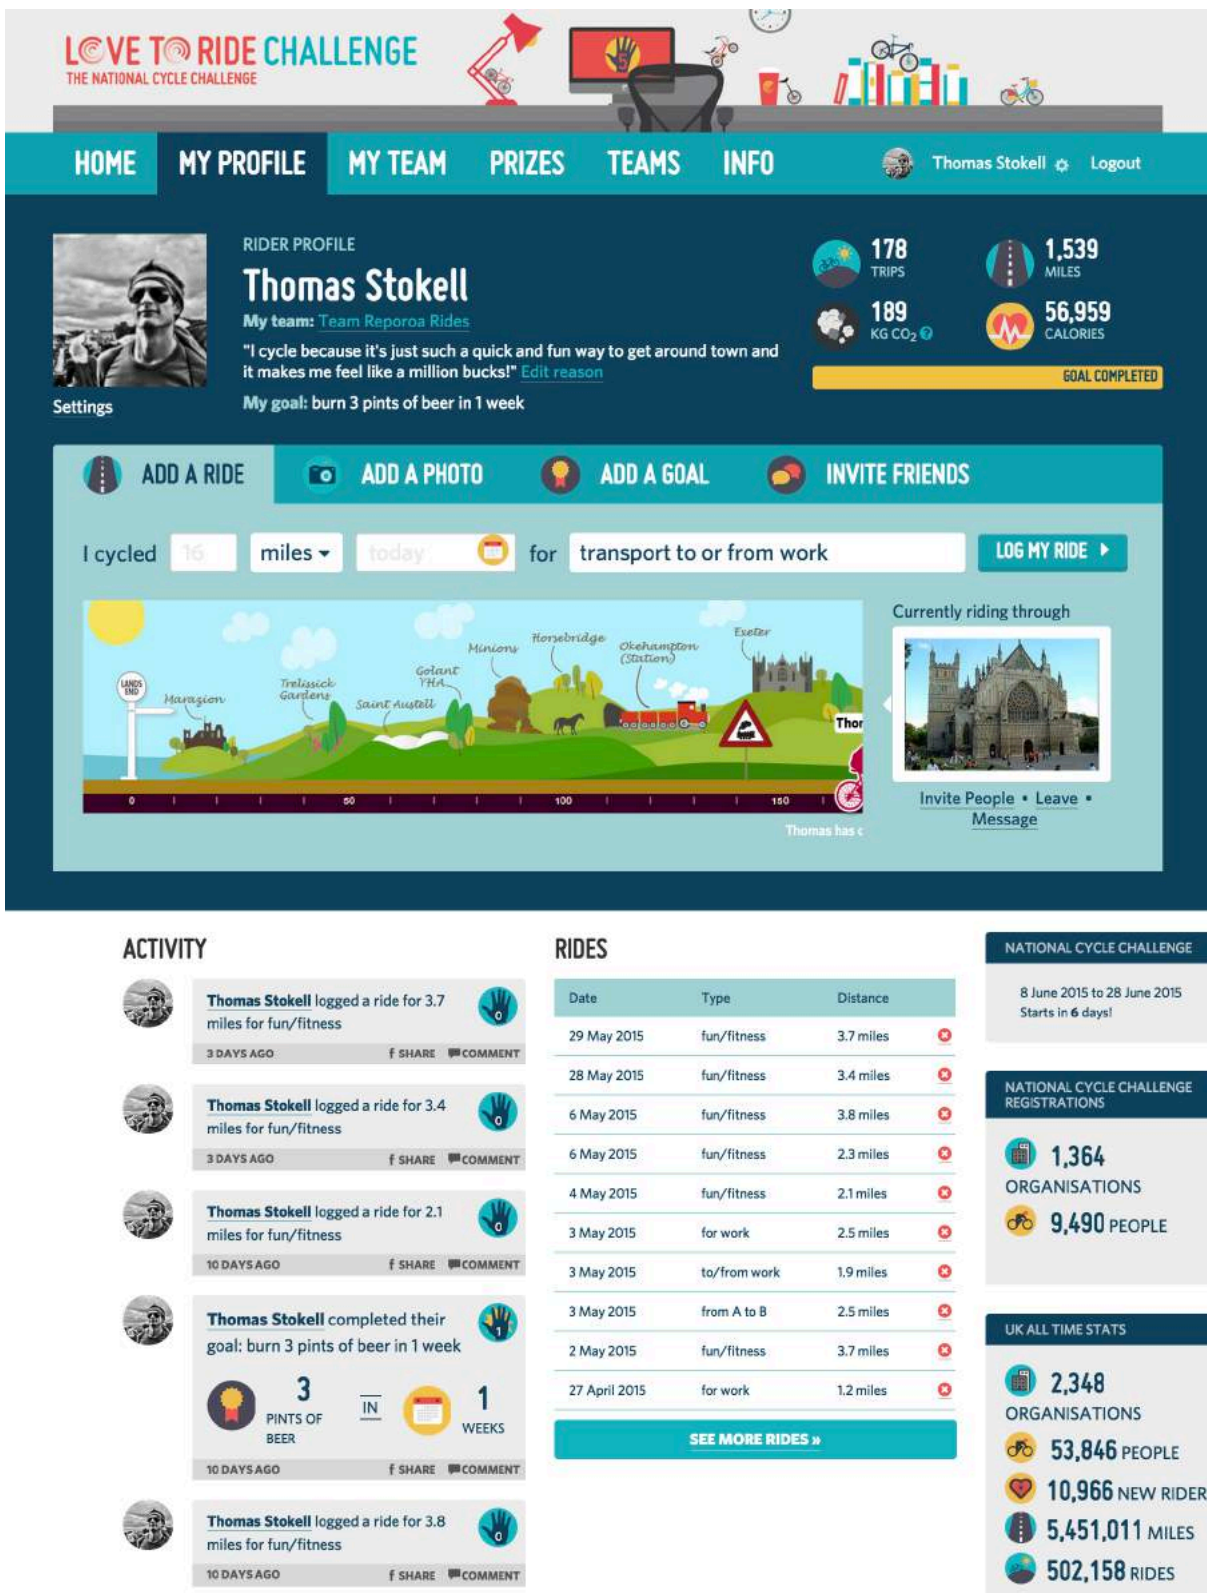 LOVE TO RIDE CHALLENGE
THE NATIONAL CYCLE CHALLENGE
5
HOME MY PROFILE MY TEAM PRIZES TEAMS INFO Thomas Stokell Logout
RIDER PROFILE
Thomas Stokell
My team: Team Reporoa Rides
"I cycle because it's just such a quick and fun way to get around town and
it makes me feel like a million bucks!" Edit reason
My goal: burn 3 pints of beer in 1 week
Settings
178
TRIPS
1,539
MILES
189
KG CO2 ?
56,959
CALORIES
GOAL COMPLETED
ADD A RIDE ADD A PHOTO ADD A GOAL INVITE FRIENDS
I cycled 16 miles today for transport to or from work LOG MY RIDE
LANDS
END
Marazion
Trelissick
Gardens
Saint Austell
Golant
YHA
Minions
Horsebridge
Okehampton
(Station)
Exeter
Thor
0 50 100 150
Thomas has c
Currently riding through
Invite People • Leave •
Message
ACTIVITY
Thomas Stokell logged a ride for 3.7
miles for fun/fitness
0
3 DAYS AGO f SHARE COMMENT
Thomas Stokell logged a ride for 3.4
miles for fun/fitness
0
3 DAYS AGO f SHARE COMMENT
Thomas Stokell logged a ride for 2.1
miles for fun/fitness
0
10 DAYS AGO f SHARE COMMENT
Thomas Stokell completed their
goal: burn 3 pints of beer in 1 week
1
3
PINTS OF
BEER
IN
1
WEEKS
10 DAYS AGO f SHARE COMMENT
Thomas Stokell logged a ride for 3.8
miles for fun/fitness
0
10 DAYS AGO f SHARE COMMENT
RIDES
Date Type Distance
29 May 2015 fun/fitness 3.7 miles
28 May 2015 fun/fitness 3.4 miles
6 May 2015 fun/fitness 3.8 miles
6 May 2015 fun/fitness 2.3 miles
4 May 2015 fun/fitness 2.1 miles
3 May 2015 for work 2.5 miles
3 May 2015 to/from work 1.9 miles
3 May 2015 from A to B 2.5 miles
2 May 2015 fun/fitness 3.7 miles
27 April 2015 for work 1.2 miles
SEE MORE RIDES »
NATIONAL CYCLE CHALLENGE
8 June 2015 to 28 June 2015
Starts in 6 days!
NATIONAL CYCLE CHALLENGE
REGISTRATIONS
1,364
ORGANISATIONS
9,490 PEOPLE
UK ALL TIME STATS
2,348
ORGANISATIONS
53,846 PEOPLE
10,966 NEW RIDER
5,451,011 MILES
502,158 RIDES